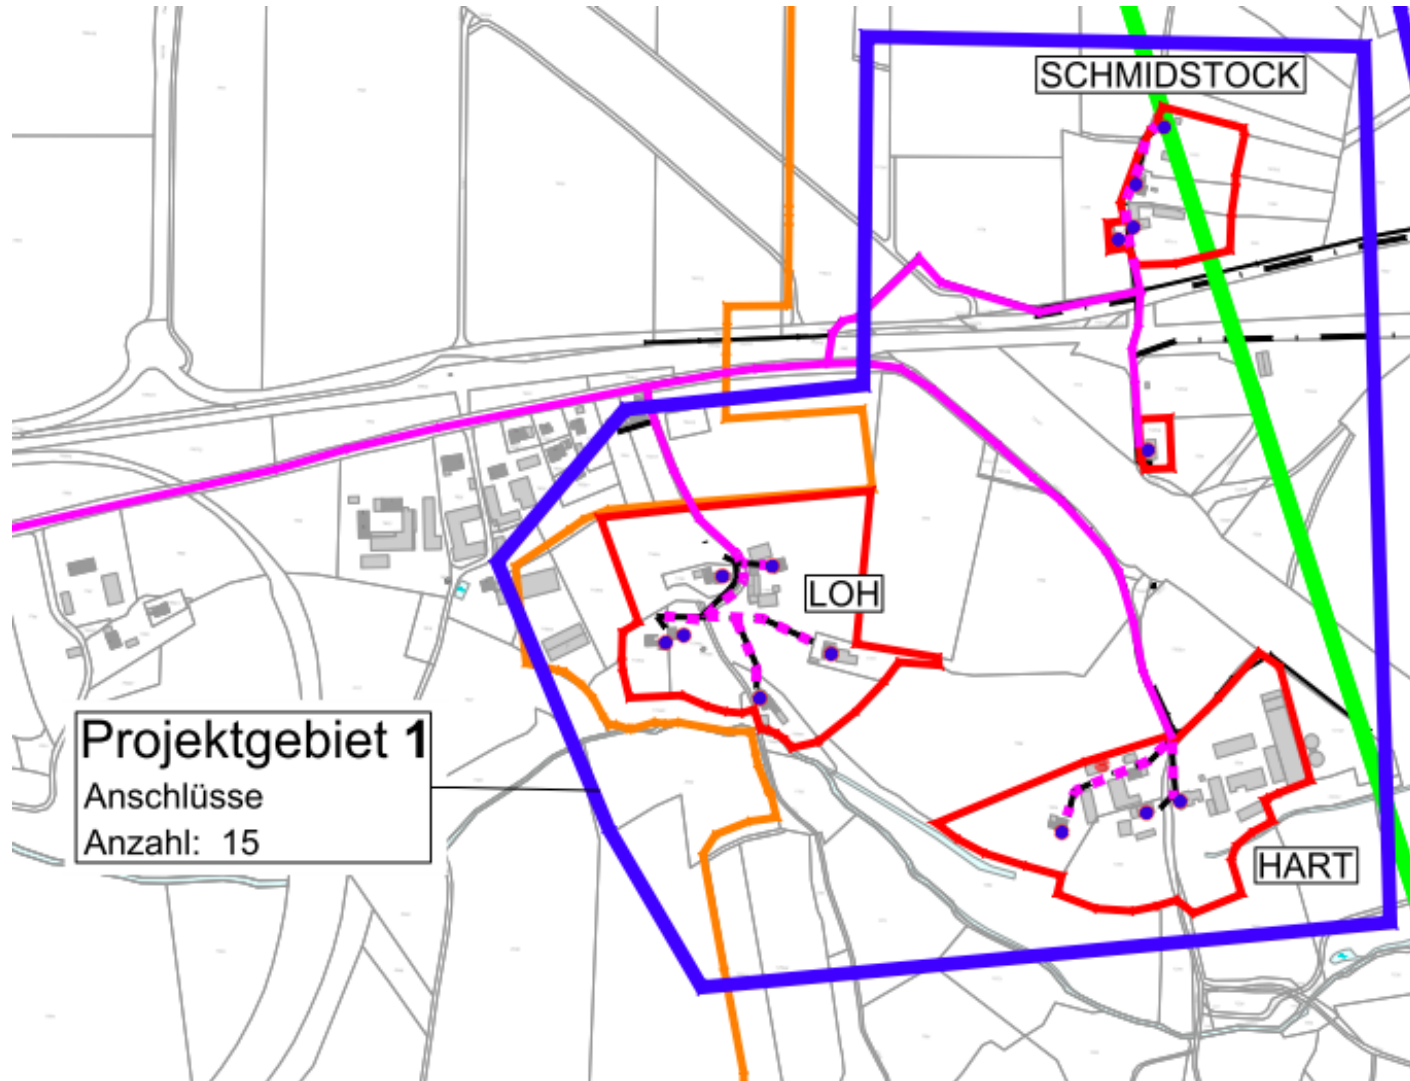 SCHMIDSTOCK
LOH
Projektgebiet 1
Anschlüsse
Anzahl: 15
HART